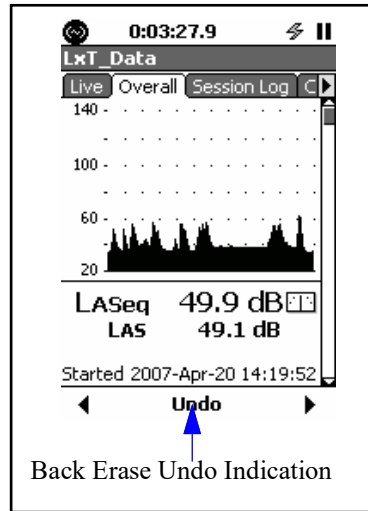 0:03:27.9
LxT_Data
Live Overall Session Log C
140
100
60
20
LASeq 49.9 dB
LAS 49.1 dB
Started 2007-Apr-20 14:19:52
Undo
Back Erase Undo Indication